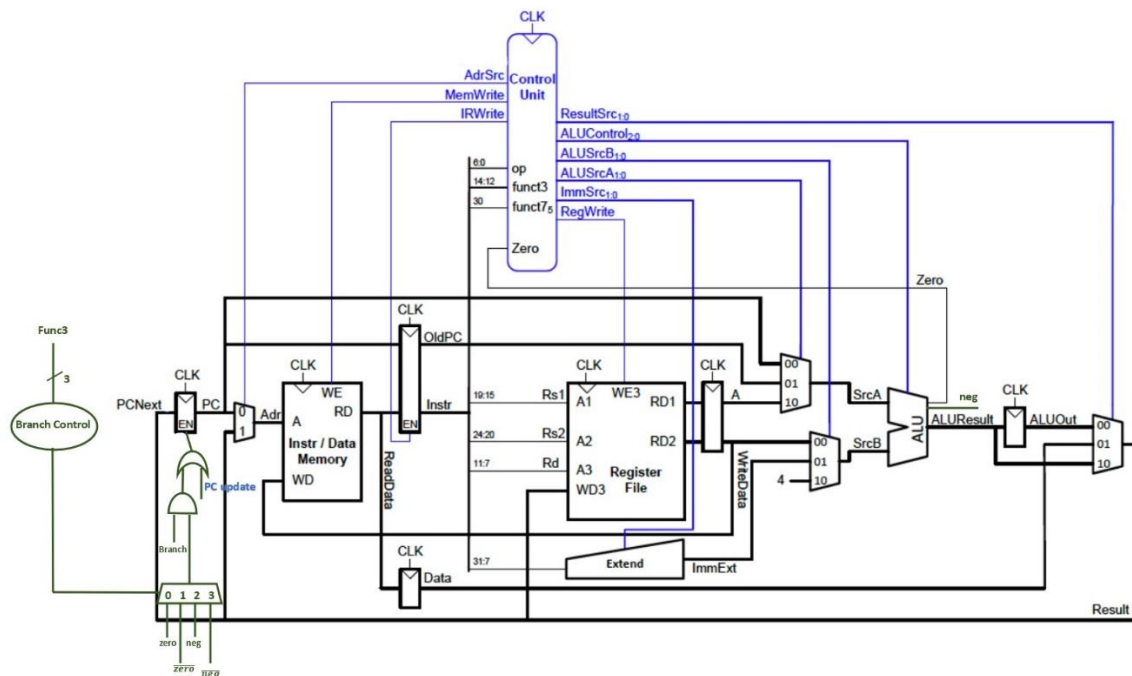 CLK
AdrSrc
MemWrite
IRWrite
Control
Unit
ResultSrc1:0
ALUControl2:0
ALUSrcB1:0
ALUSrcA1:0
ImmSrc1:0
RegWrite
6:0
op
14:12
funct3
30
funct75
Zero
Zero
Func3
3
Branch Control
CLK
PCNext
PC
EN
0
1
Adr
CLK
WE
A
RD
Instr / Data
Memory
WD
CLK
OldPC
Instr
EN
ReadData
19:15
Rs1
24:20
Rs2
11:7
Rd
31:7
CLK
WE3
A1
RD1
A2
RD2
A3
Register
File
WD3
CLK
A
WriteData
Extend
ImmExt
00
01
10
SrcA
00
01
10
4
SrcB
ALU
neg
ALUResult
CLK
ALUOut
00
01
10
CLK
Data
Result
PC update
Branch
0 1 2 3
zero
zero
neg
neg